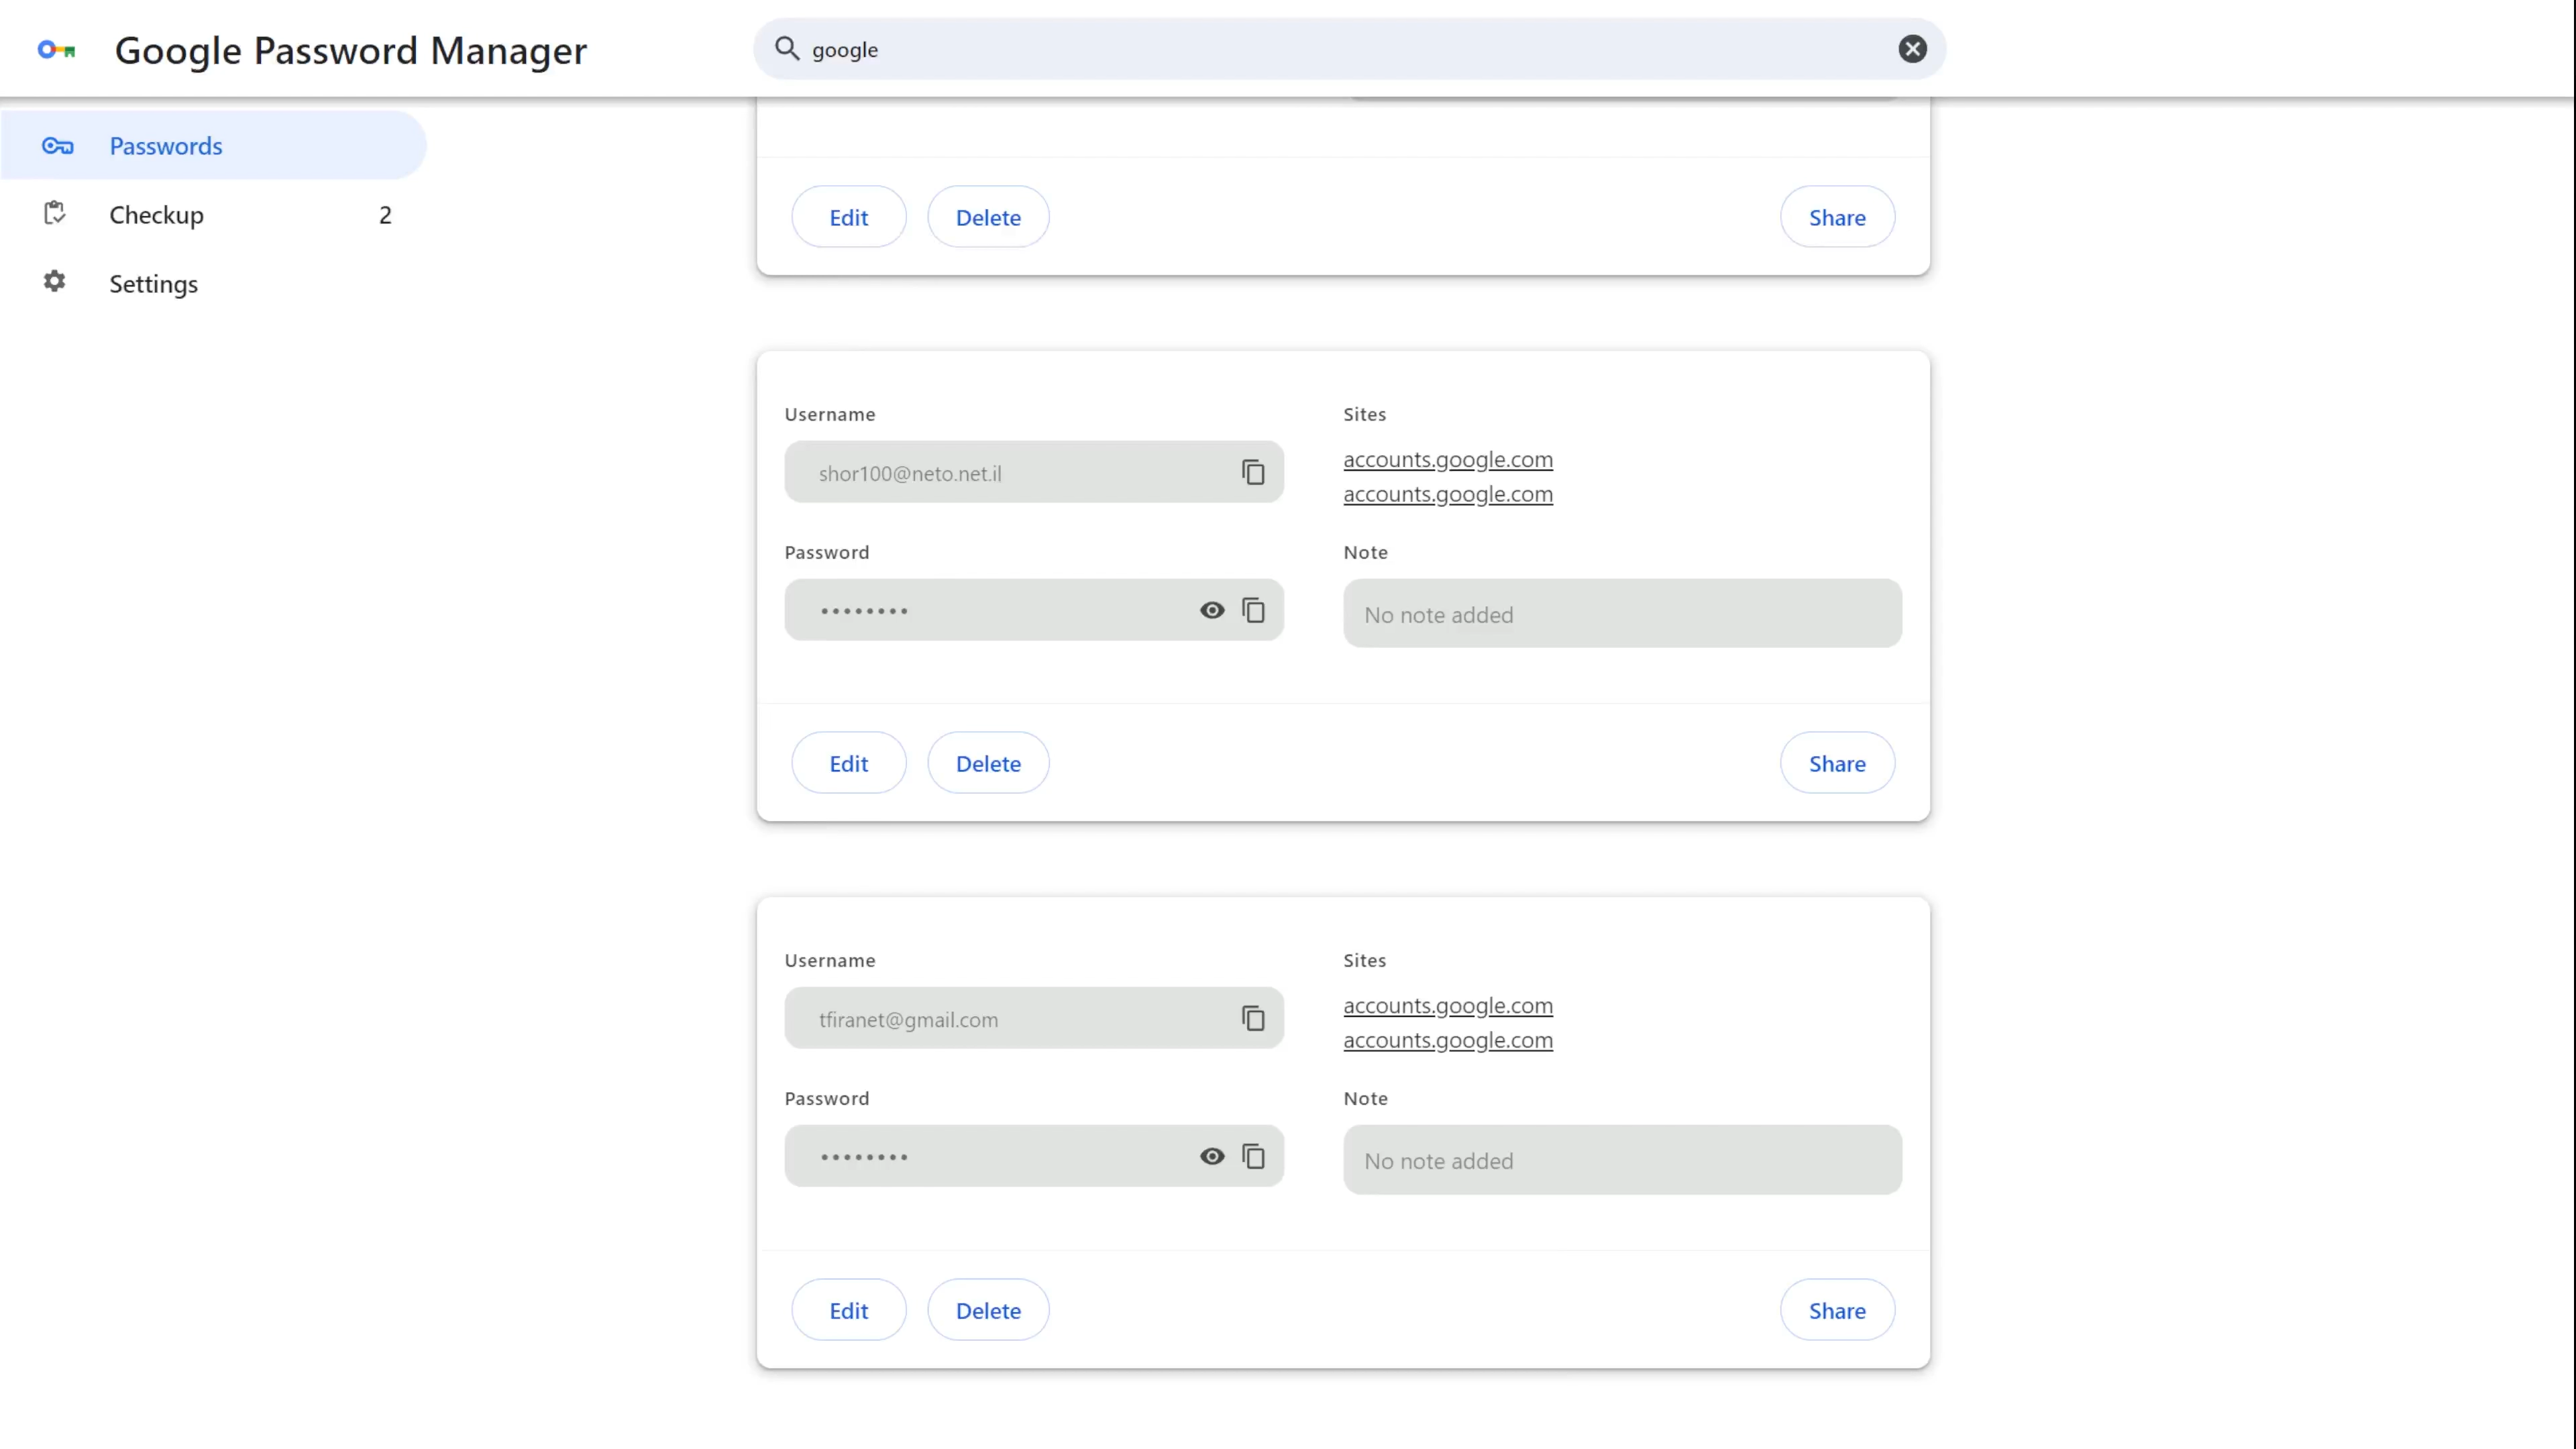 Google Password Manager
google
Passwords
Checkup 2
Settings
Edit Delete Share
Username
shor100@neto.net.il
Sites
accounts.google.com
accounts.google.com
Password
••••••••
Note
No note added
Edit Delete Share
Username
tfiranet@gmail.com
Sites
accounts.google.com
accounts.google.com
Password
••••••••
Note
No note added
Edit Delete Share